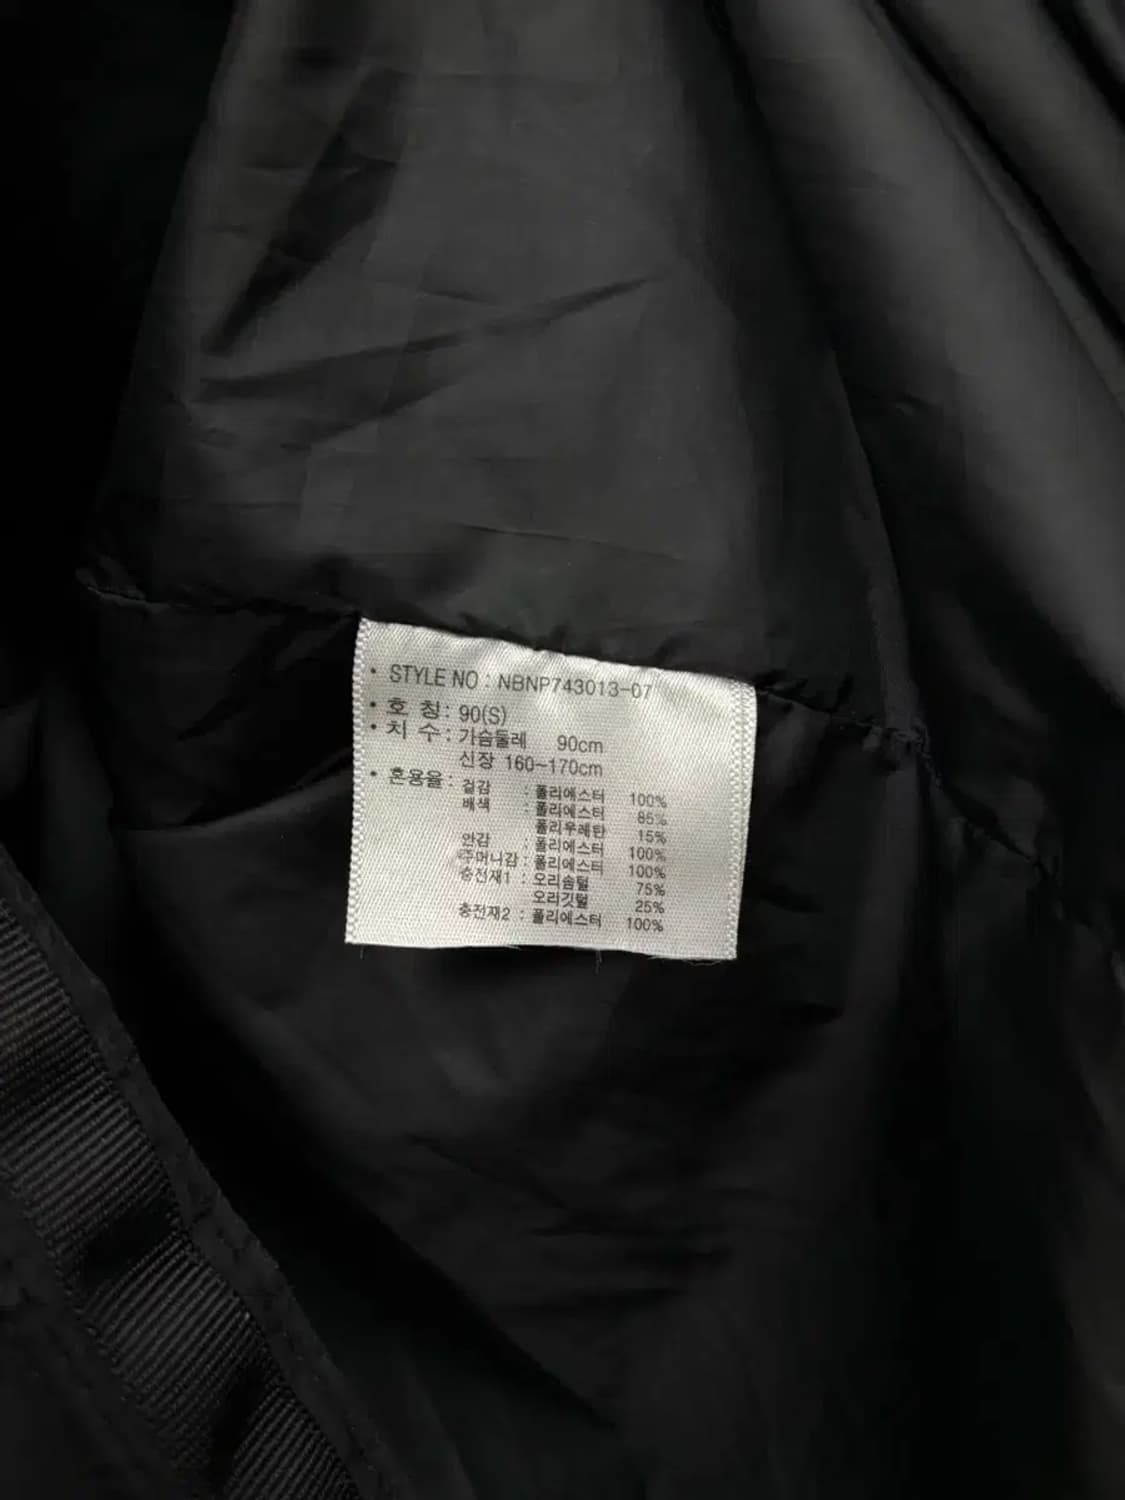 • STYLE NO : NBNP743013-07
• 호 칭 : 90(S)
• 치 수 : 가슴둘레 90cm
신장 160~170cm
• 혼용율 : 겉감 : 폴리에스터 100%
배색 : 폴리에스터 85%
폴리우레탄 15%
안감 : 폴리에스터 100%
주머니감 : 폴리에스터 100%
충전재1 : 오리솜털 75%
오리깃털 25%
충전재2 : 폴리에스터 100%